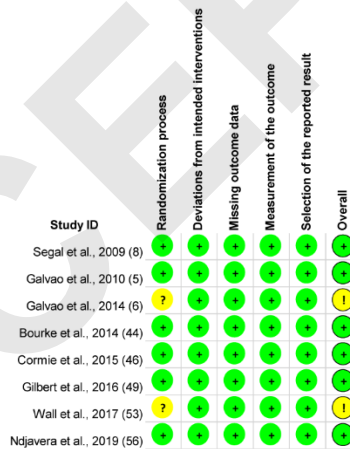 Randomization process
Deviations from intended interventions
Missing outcome data
Measurement of the outcome
Selection of the reported result
Overall
Study ID
Segal et al., 2009 (8) + + + + + +
Galvao et al., 2010 (5) + + + + + +
Galvao et al., 2014 (6) ? + + + + !
Bourke et al., 2014 (44) + + + + + +
Cormie et al., 2015 (46) + + + + + +
Gilbert et al., 2016 (49) + + + + + +
Wall et al., 2017 (53) ? + + + + !
Ndjavera et al., 2019 (56) + + + + + +